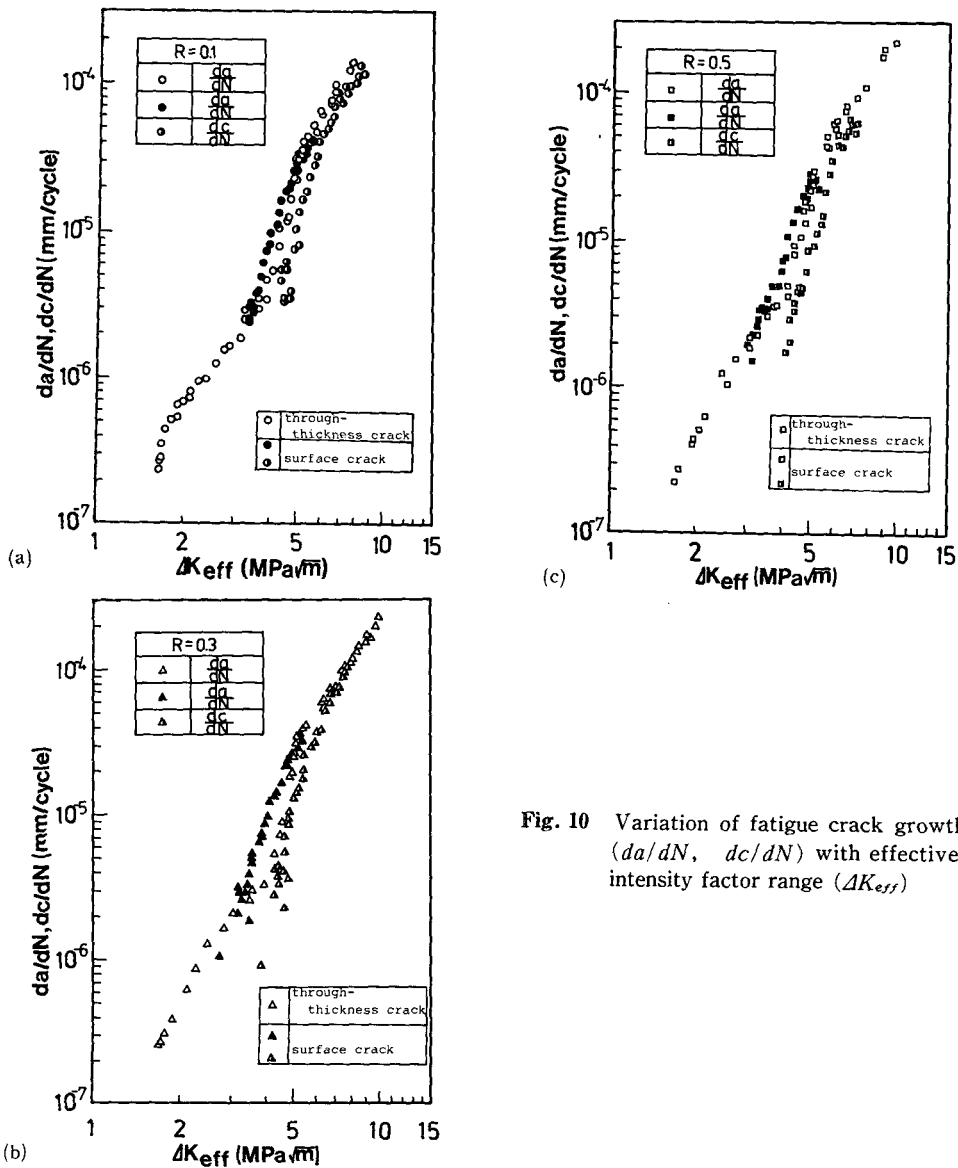 R=0.1
da/dN
da/dN
dc/dN
10⁻⁴
10⁻⁵
10⁻⁶
10⁻⁷
da/dN, dc/dN (mm/cycle)
through-
thickness crack
surface crack
1 2 5 10 15
ΔKeff (MPa√m)
(a)
R=0.3
da/dN
da/dN
dc/dN
10⁻⁴
10⁻⁵
10⁻⁶
10⁻⁷
da/dN, dc/dN (mm/cycle)
through-
thickness crack
surface crack
1 2 5 10 15
ΔKeff (MPa√m)
(b)
R=0.5
da/dN
da/dN
dc/dN
10⁻⁴
10⁻⁵
10⁻⁶
10⁻⁷
da/dN, dc/dN (mm/cycle)
through-
thickness crack
surface crack
1 2 5 10 15
ΔKeff (MPa√m)
(c)
Fig. 10 Variation of fatigue crack growth
(da/dN, dc/dN) with effective
intensity factor range (ΔKeff)